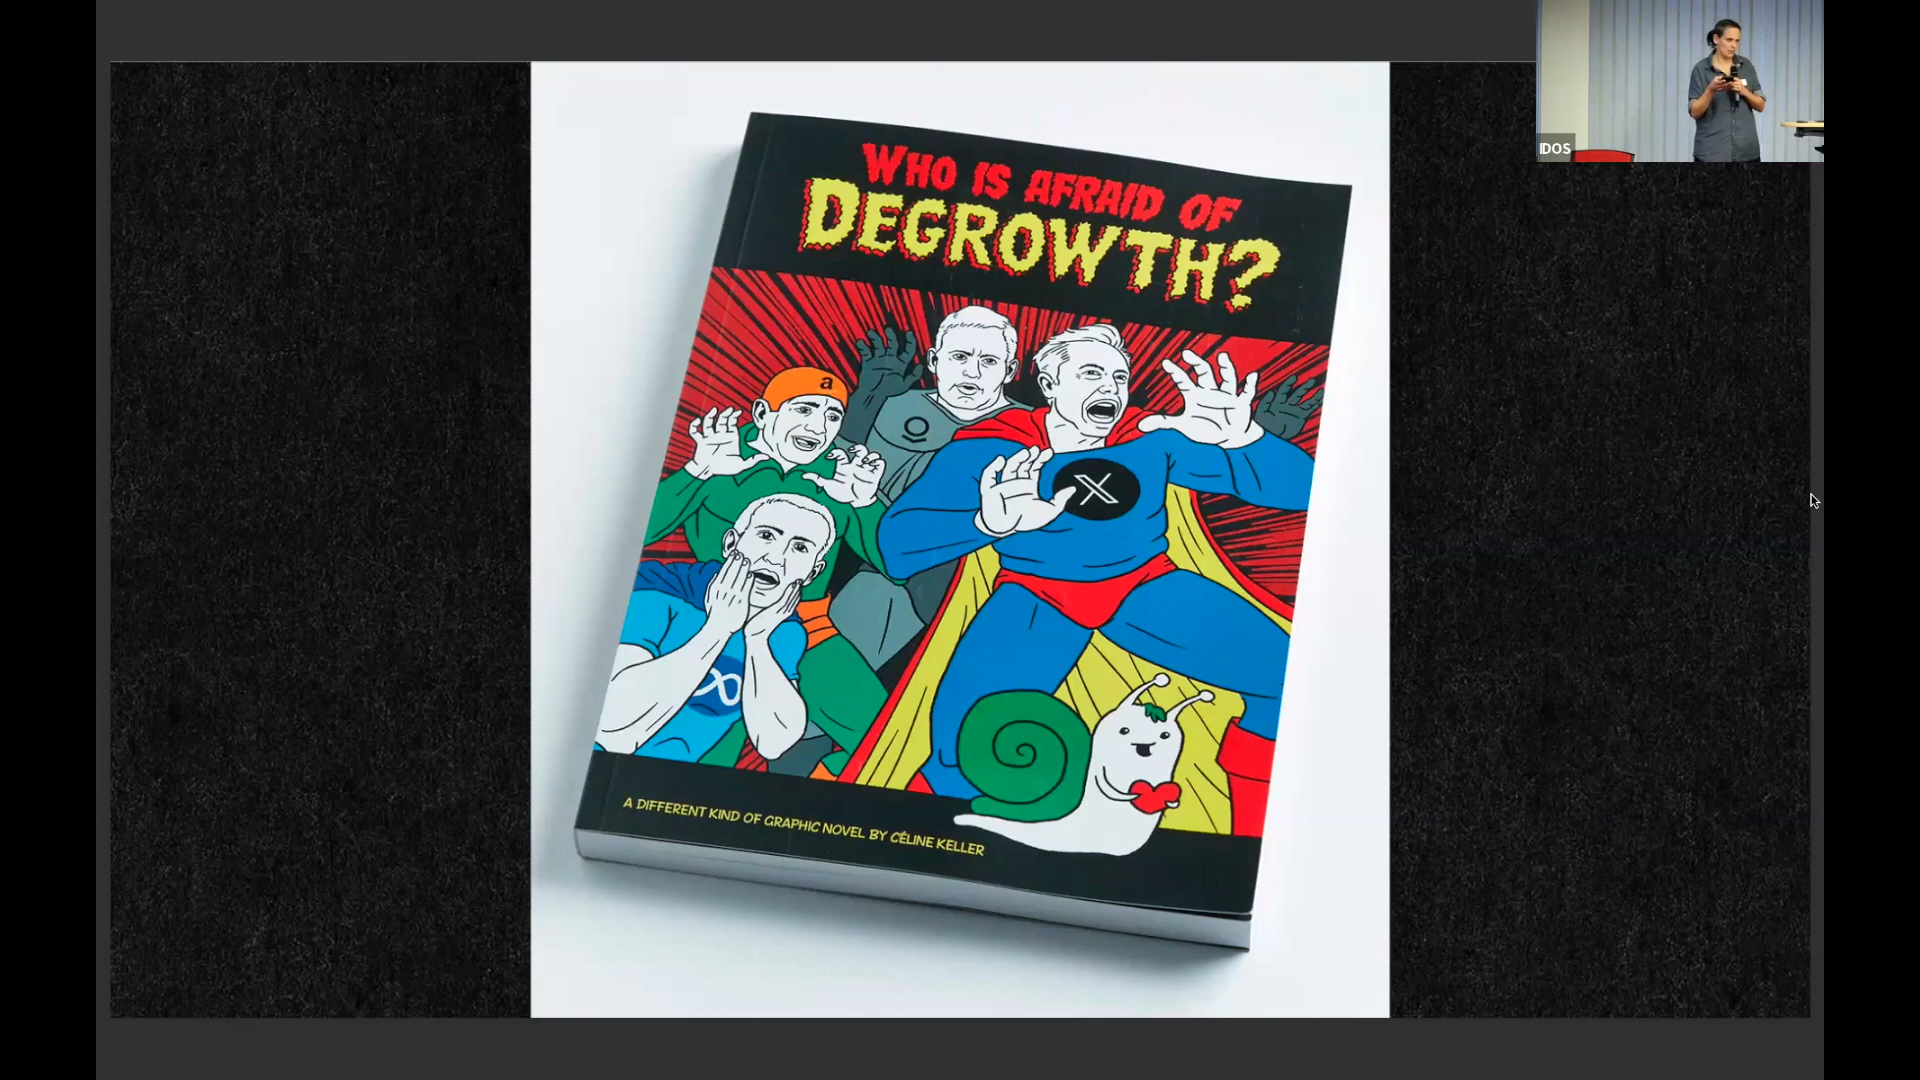 WHO IS AFRAID OF
DEGROWTH?
a
X
A DIFFERENT KIND OF GRAPHIC NOVEL BY CÉLINE KELLER
IDOS